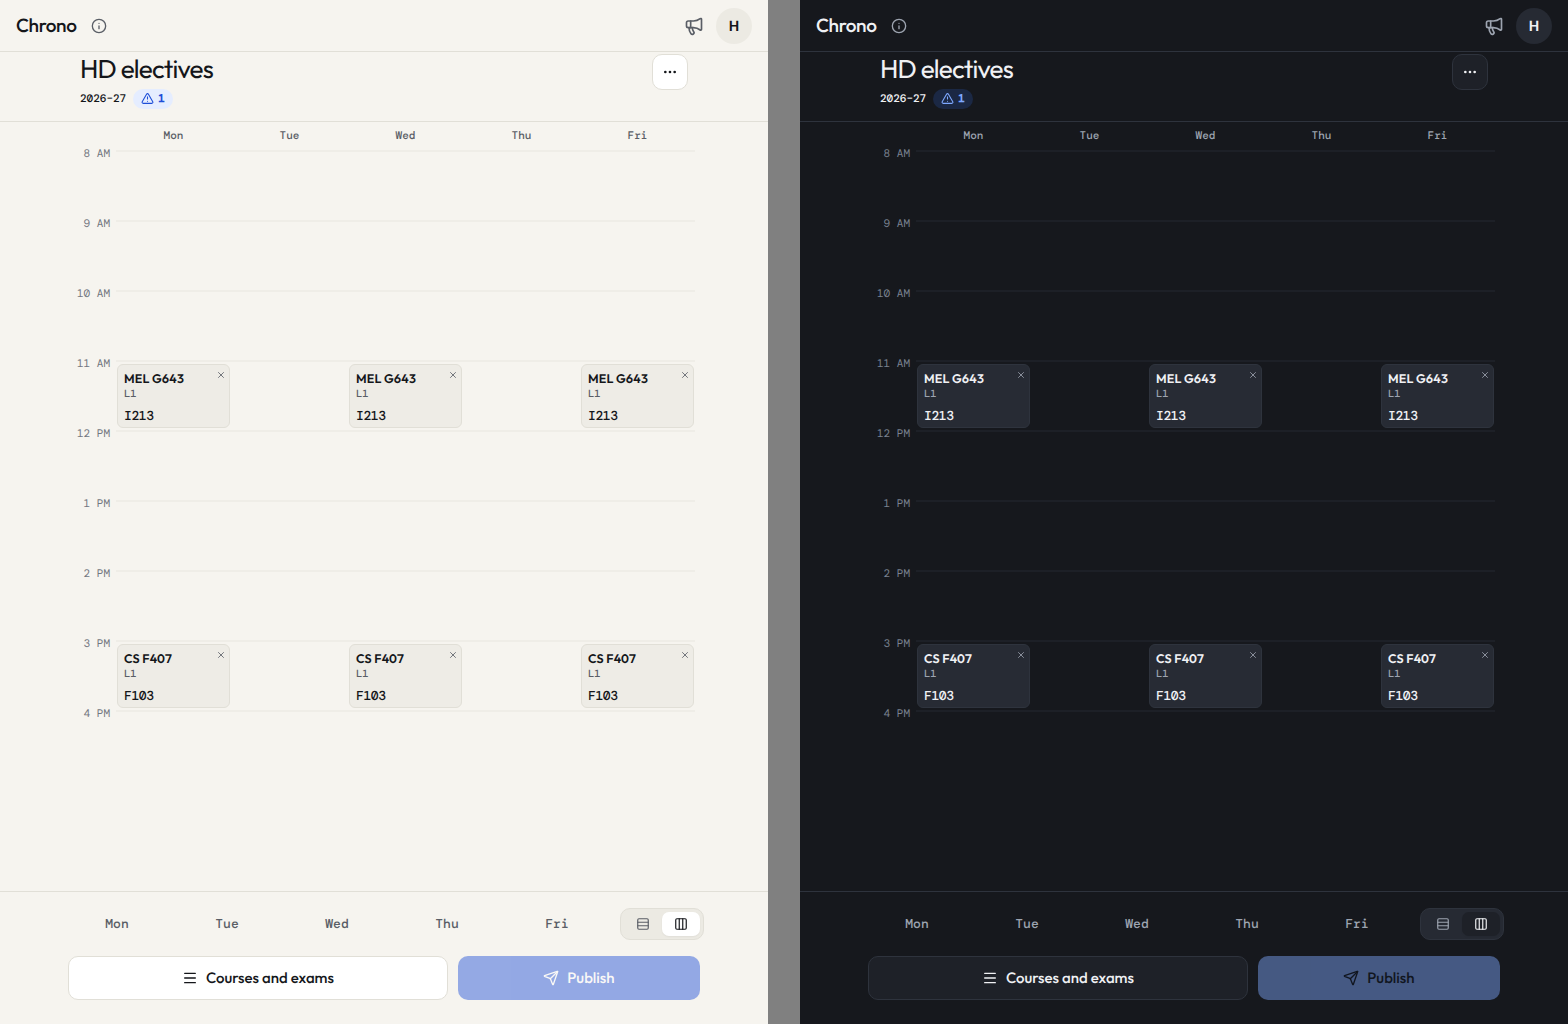 Chrono
H
HD electives
2026-27 1
Mon Tue Wed Thu Fri
8 AM
9 AM
10 AM
11 AM
MEL G643 MEL G643 MEL G643
L1 L1 L1
I213 I213 I213
12 PM
1 PM
2 PM
3 PM
CS F407 CS F407 CS F407
L1 L1 L1
F103 F103 F103
4 PM
Mon Tue Wed Thu Fri
Courses and exams Publish
Chrono
H
HD electives
2026-27 1
Mon Tue Wed Thu Fri
8 AM
9 AM
10 AM
11 AM
MEL G643 MEL G643 MEL G643
L1 L1 L1
I213 I213 I213
12 PM
1 PM
2 PM
3 PM
CS F407 CS F407 CS F407
L1 L1 L1
F103 F103 F103
4 PM
Mon Tue Wed Thu Fri
Courses and exams Publish